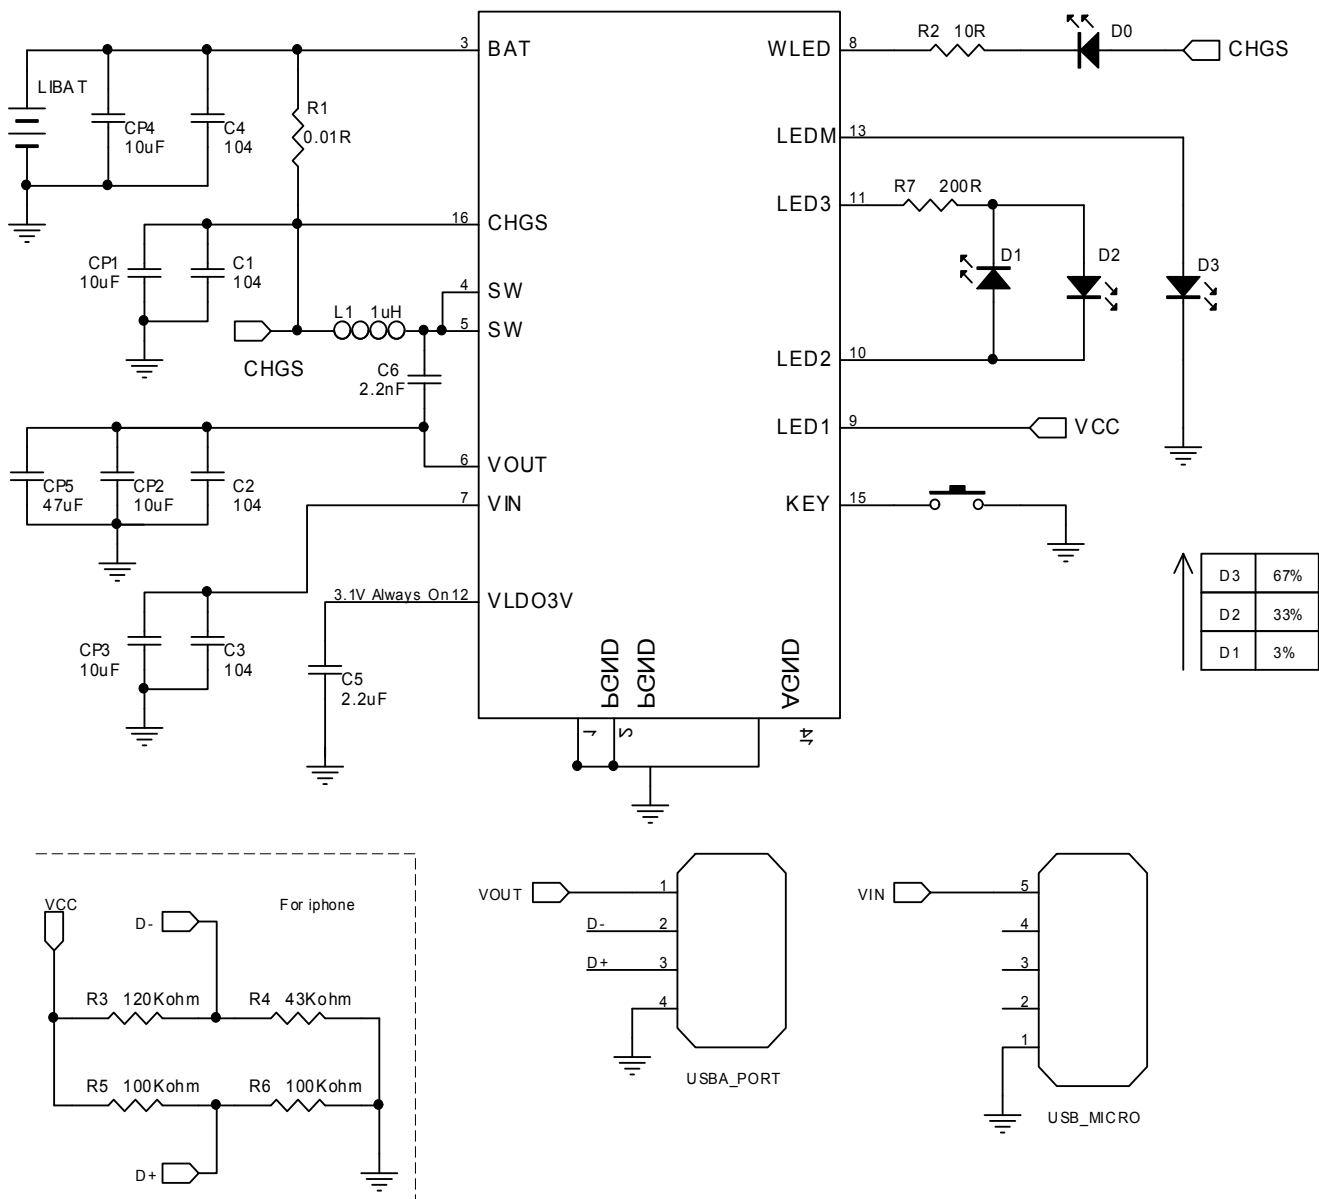 3 BAT
LIBAT
CP4
10uF
C4
104
R1
0.01R
16 CHGS
CP1
10uF
C1
104
4 SW
5 SW
L1 1uH
CHGS
C6
2.2nF
6 VOUT
CP5
47uF
CP2
10uF
C2
104
7 VIN
3.1V Always On 12 VLDO3V
CP3
10uF
C3
104
C5
2.2uF
PGND
PGND
AGND
1
2
14
WLED 8
R2 10R
D0
CHGS
LEDM 13
LED3 11
R7 200R
D1
D2
D3
LED2 10
LED1 9
VCC
KEY 15
D3 67%
D2 33%
D1 3%
VCC
For iphone
D-
R3 120Kohm
R4 43Kohm
R5 100Kohm
R6 100Kohm
D+
VOUT 1
D- 2
D+ 3
4
USBA_PORT
VIN 5
4
3
2
1
USB_MICRO